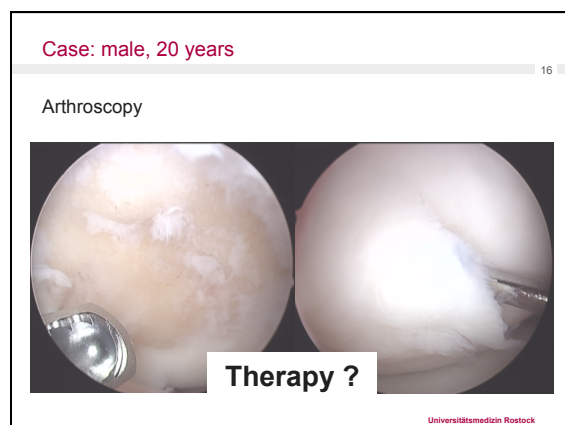 Case: male, 20 years
16
Arthroscopy
Therapy ?
Universitätsmedizin Rostock